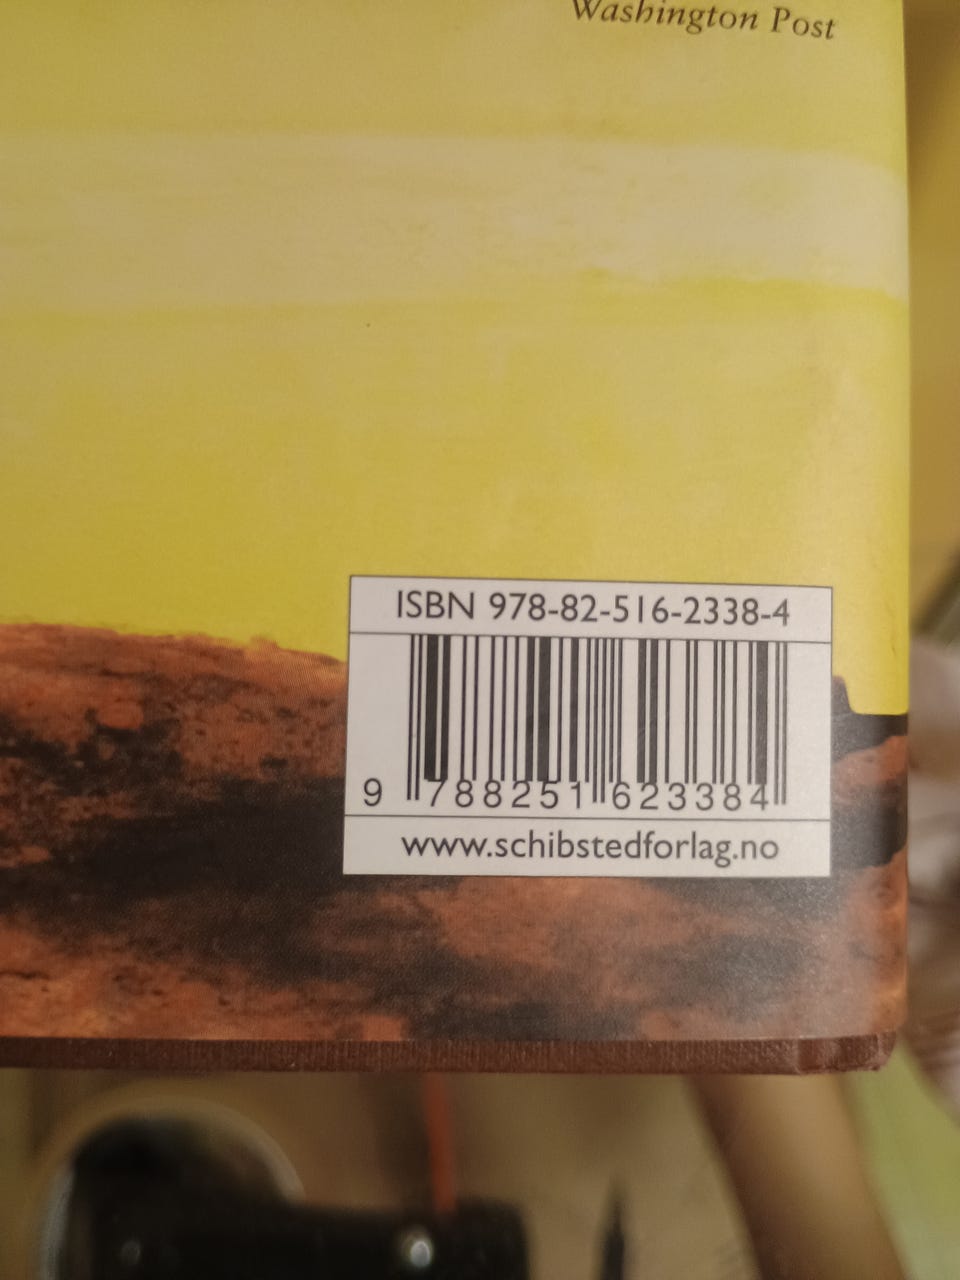 Washington Post
ISBN 978-82-516-2338-4
9 788251 623384
www.schibstedforlag.no